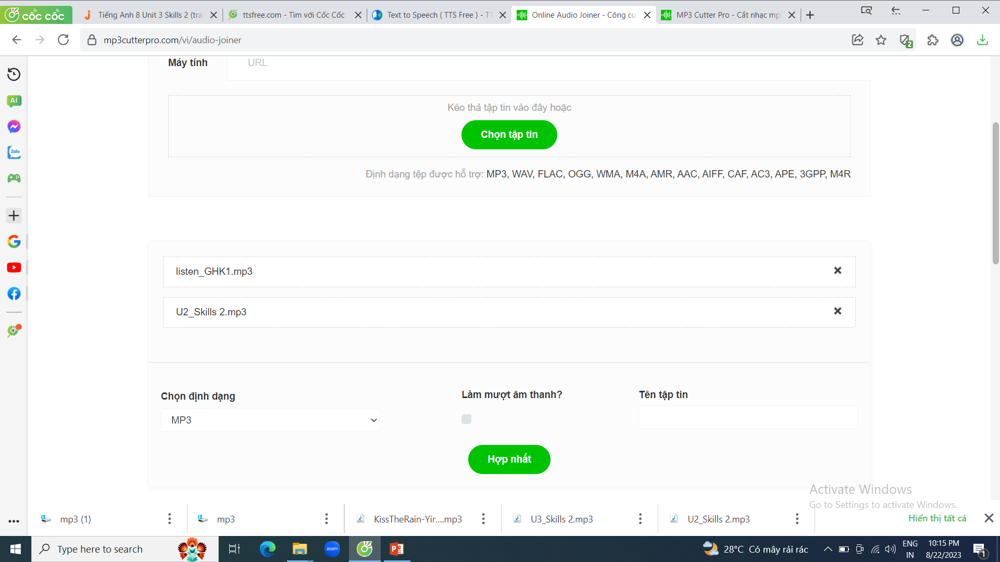 cốc cốc
Tiếng Anh 8 Unit 3 Skills 2 (tra
ttsfree.com - Tìm với Cốc Cốc
Text to Speech ( TTS Free ) - TT
Online Audio Joiner - Công cụ
MP3 Cutter Pro - Cắt nhạc mp
mp3cutterpro.com/vi/audio-joiner
2
Máy tính
URL
AI
Zalo
Kéo thả tập tin vào đây hoặc
Chọn tập tin
Định dạng tệp được hỗ trợ: MP3, WAV, FLAC, OGG, WMA, M4A, AMR, AAC, AIFF, CAF, AC3, APE, 3GPP, M4R
listen_GHK1.mp3
U2_Skills 2.mp3
Chọn định dạng
Làm mượt âm thanh?
Tên tập tin
MP3
Hợp nhất
Activate Windows
Go to Settings to activate Windows.
mp3 (1)
mp3
KissTheRain-Yir....mp3
U3_Skills 2.mp3
U2_Skills 2.mp3
Hiển thị tất cả
Type here to search
zoom
28°C Có mây rải rác
ENG
IN
10:15 PM
8/22/2023
1